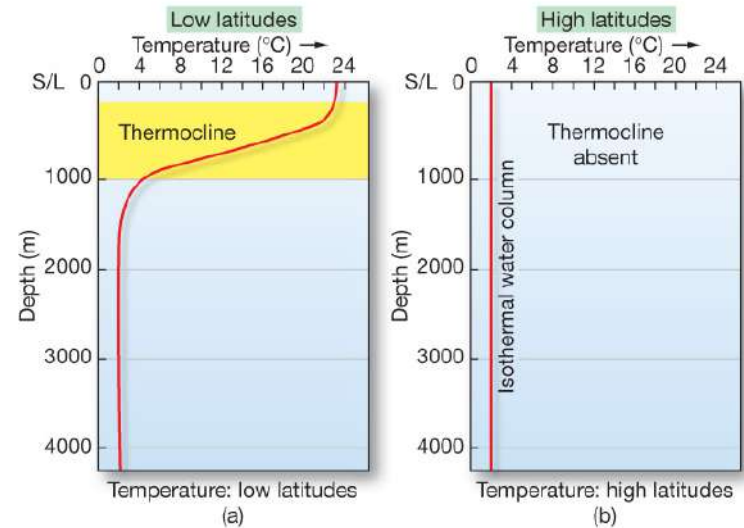 Low latitudes
Temperature (°C) →
0 4 8 12 16 20 24
S/L 0
Thermocline
1000
2000
3000
4000
Depth (m)
Temperature: low latitudes
(a)
High latitudes
Temperature (°C) →
0 4 8 12 16 20 24
S/L 0
Thermocline
absent
1000
2000
3000
4000
Depth (m)
Isothermal water column
Temperature: high latitudes
(b)